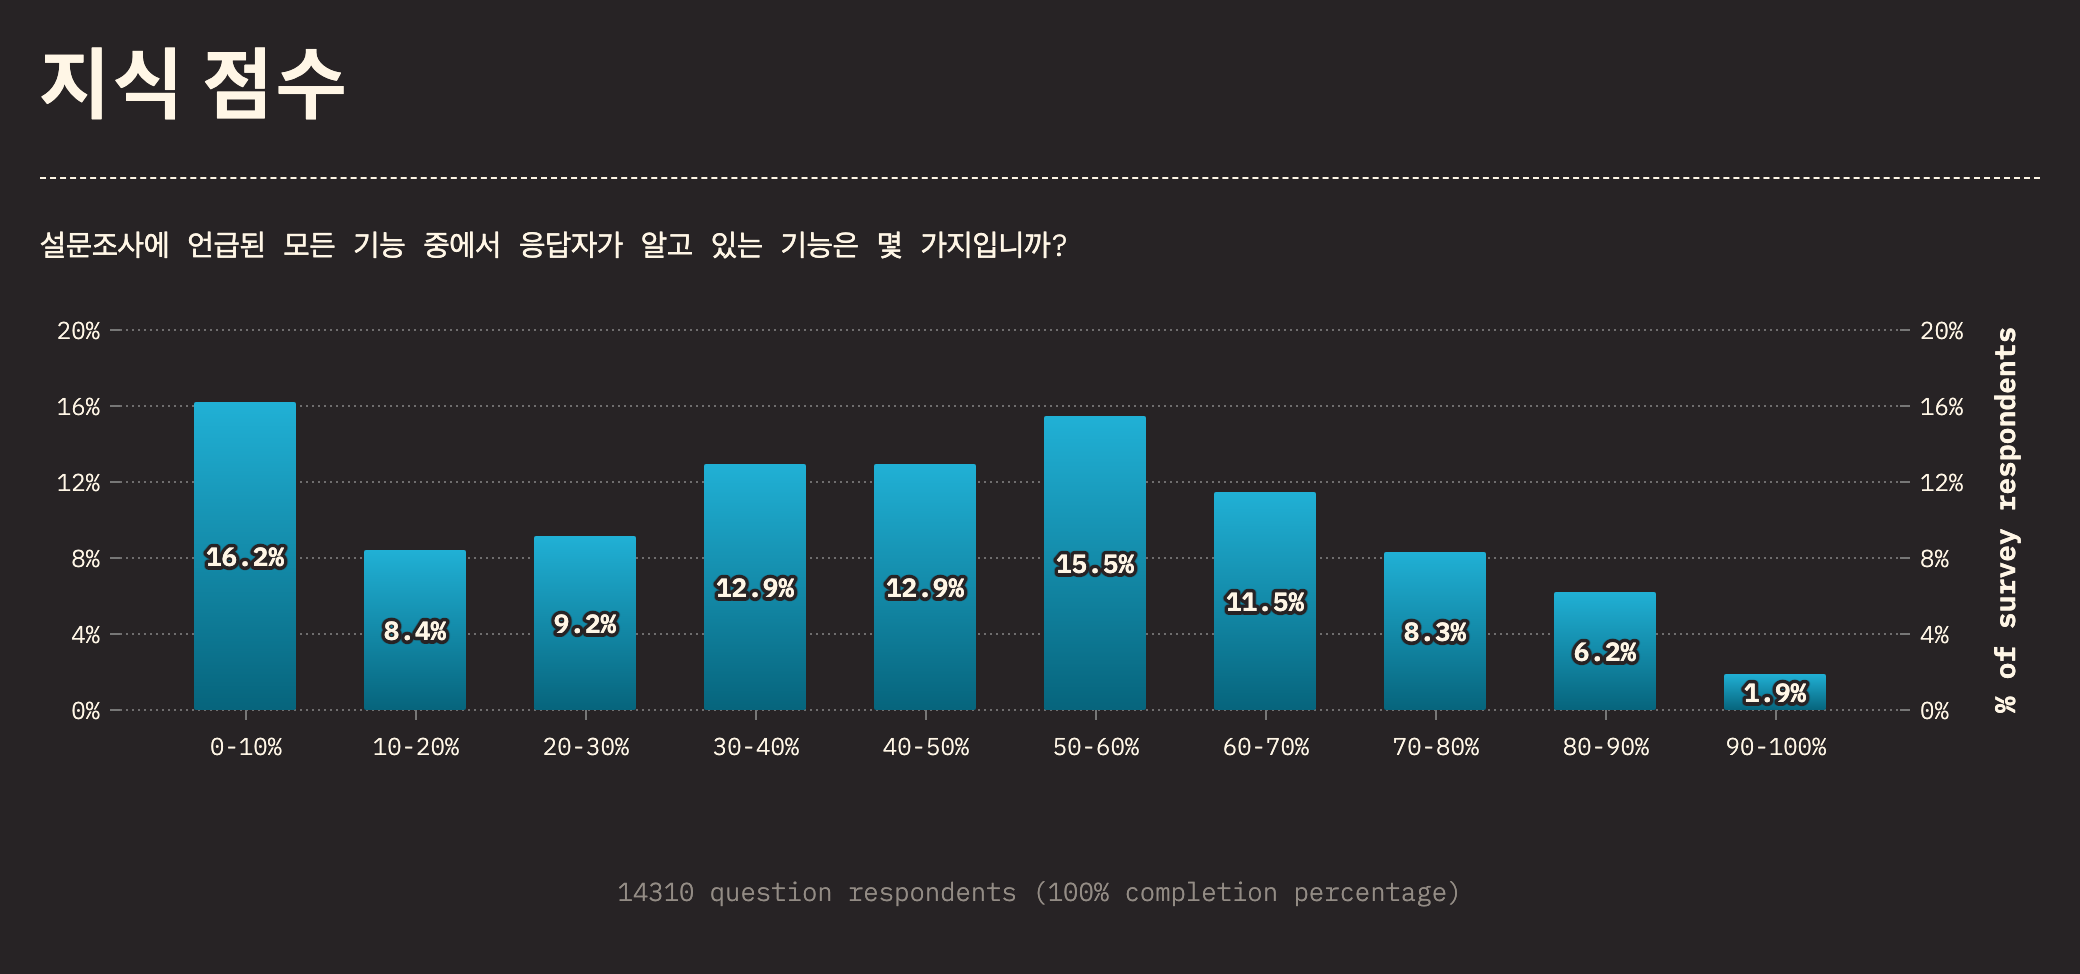 지식 점수
설문조사에 언급된 모든 기능 중에서 응답자가 알고 있는 기능은 몇 가지입니까?
20% 20%
16% 16%
12% 12%
8% 8%
4% 4%
0% 0%
% of survey respondents
16.2% 8.4% 9.2% 12.9% 12.9% 15.5% 11.5% 8.3% 6.2% 1.9%
0-10% 10-20% 20-30% 30-40% 40-50% 50-60% 60-70% 70-80% 80-90% 90-100%
14310 question respondents (100% completion percentage)